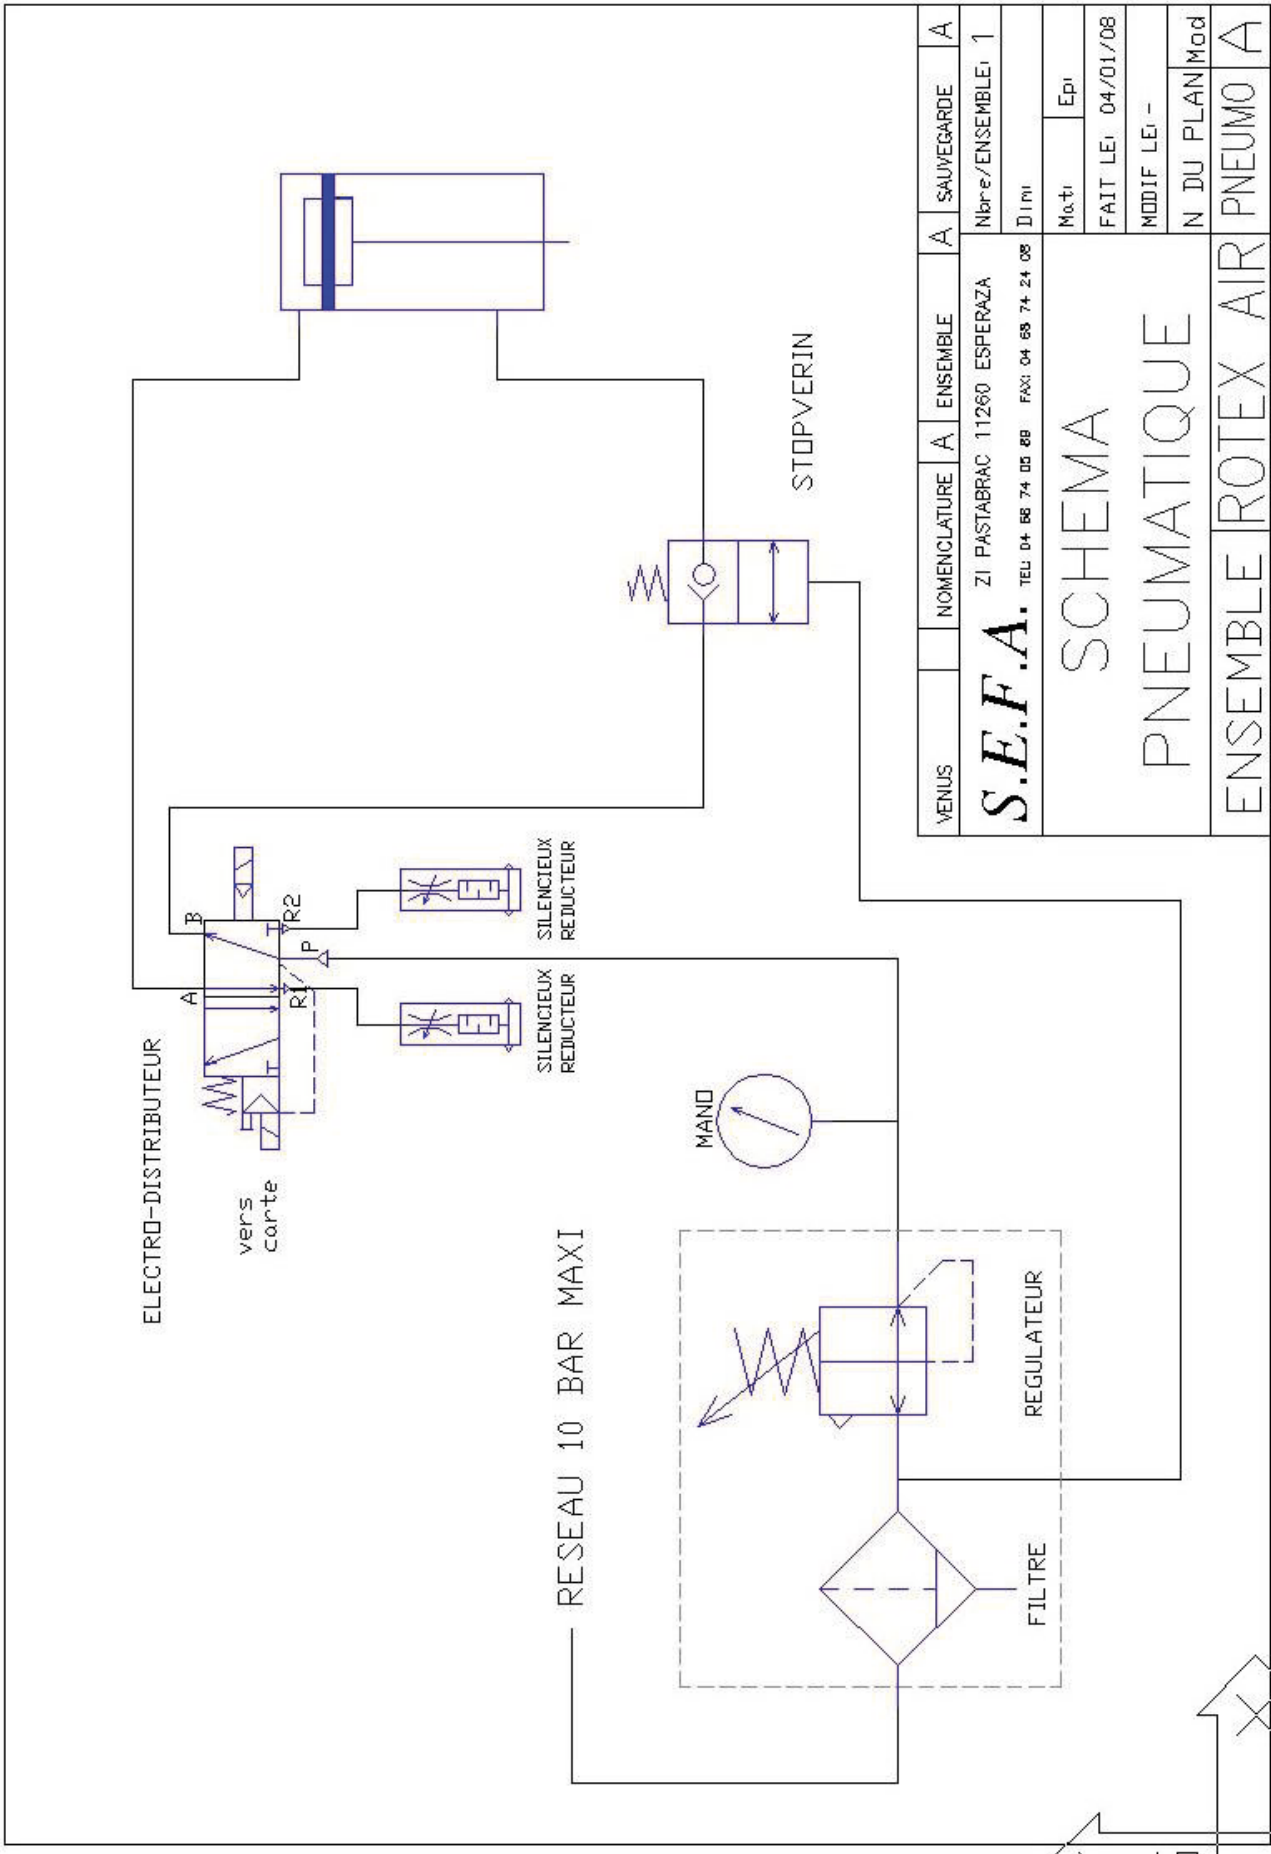 ELECTRO-DISTRIBUTEUR
vers
carte
A
B
R1
P
R2
SILENCIEUX
REDUCTEUR
SILENCIEUX
REDUCTEUR
RESEAU 10 BAR MAXI
MANO
STOPVERIN
FILTRE
REGULATEUR
X
VENUS NOMENCLATURE A ENSEMBLE A SAUVEGARDE A
S.E.F.A. ZI PASTABRAC 11260 ESPERAZA
TEL: 04 68 74 05 89 FAX: 04 68 74 24 08
Nbre/ENSEMBLE: 1
Dim:
SCHEMA
PNEUMATIQUE
Mat: Ep:
FAIT LE: 04/01/08
MODIF LE: -
N DU PLAN Mod
ENSEMBLE ROTEX AIR PNEUMO A